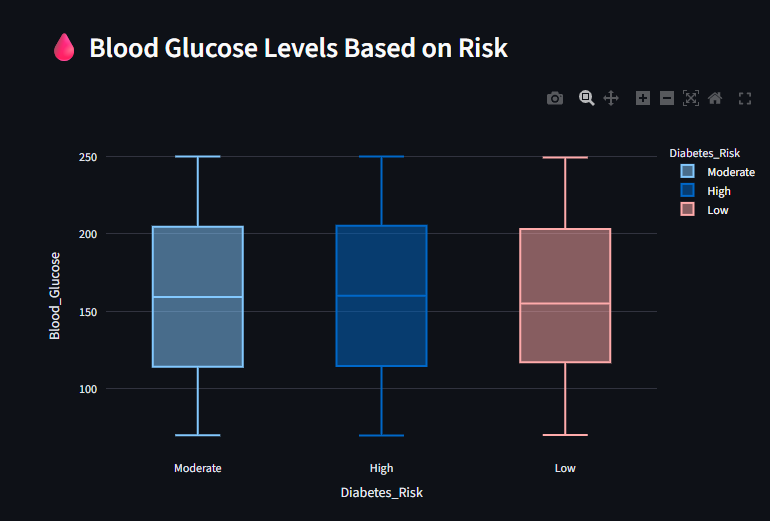 Blood Glucose Levels Based on Risk
Diabetes_Risk
Moderate
High
Low
Blood_Glucose
250
200
150
100
Moderate High Low
Diabetes_Risk